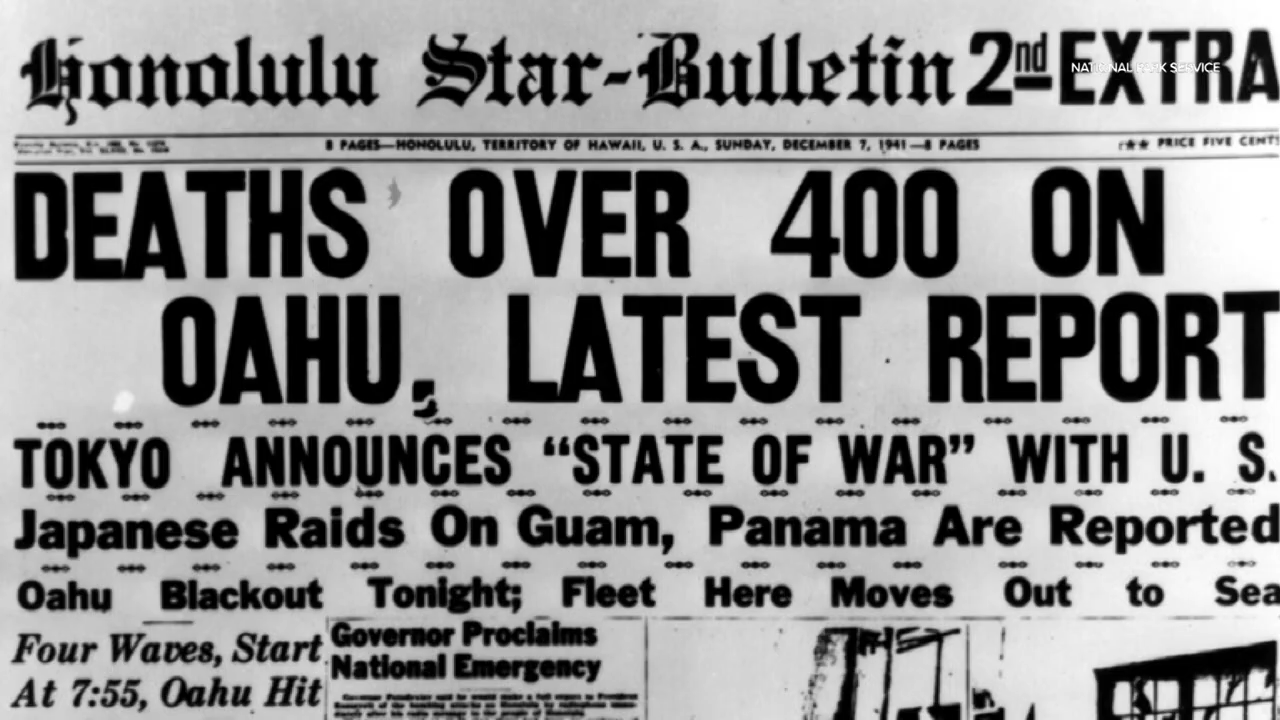 Honolulu Star-Bulletin 2nd EXTRA
NATIONAL PARK SERVICE
8 PAGES—HONOLULU, TERRITORY OF HAWAII, U. S. A., SUNDAY, DECEMBER 7, 1941—8 PAGES
★★ PRICE FIVE CENTS
DEATHS OVER 400 ON
OAHU, LATEST REPORT
TOKYO ANNOUNCES “STATE OF WAR” WITH U. S.
Japanese Raids On Guam, Panama Are Reported
Oahu Blackout Tonight; Fleet Here Moves Out to Sea
Four Waves, Start
At 7:55, Oahu Hit
Governor Proclaims
National Emergency